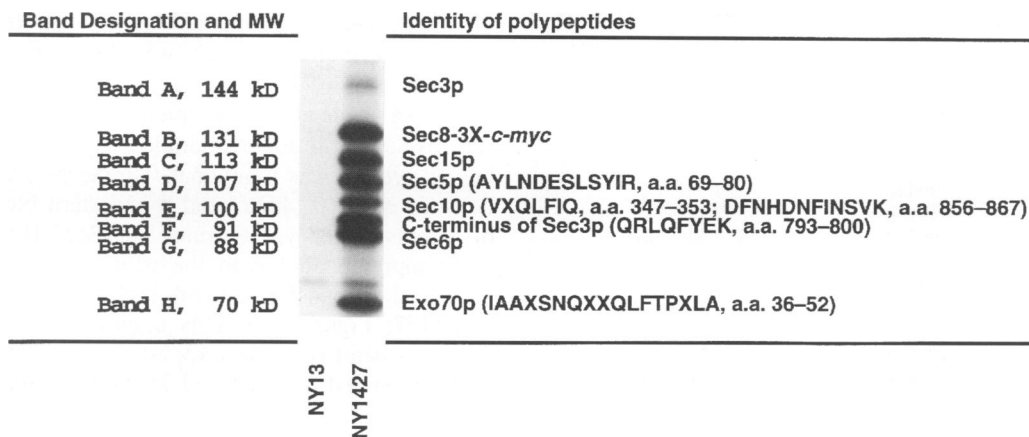 Band Designation and MW
Identity of polypeptides
Band A, 144 kD
Sec3p
Band B, 131 kD
Sec8-3X-c-myc
Band C, 113 kD
Sec15p
Band D, 107 kD
Sec5p (AYLNDESLSYIR, a.a. 69–80)
Band E, 100 kD
Sec10p (VXQLFIQ, a.a. 347–353; DFNHDNFINSVK, a.a. 856–867)
Band F, 91 kD
C-terminus of Sec3p (QRLQFYEK, a.a. 793–800)
Band G, 88 kD
Sec6p
Band H, 70 kD
Exo70p (IAAXSNQXXQLFTPXLA, a.a. 36–52)
NY13
NY1427